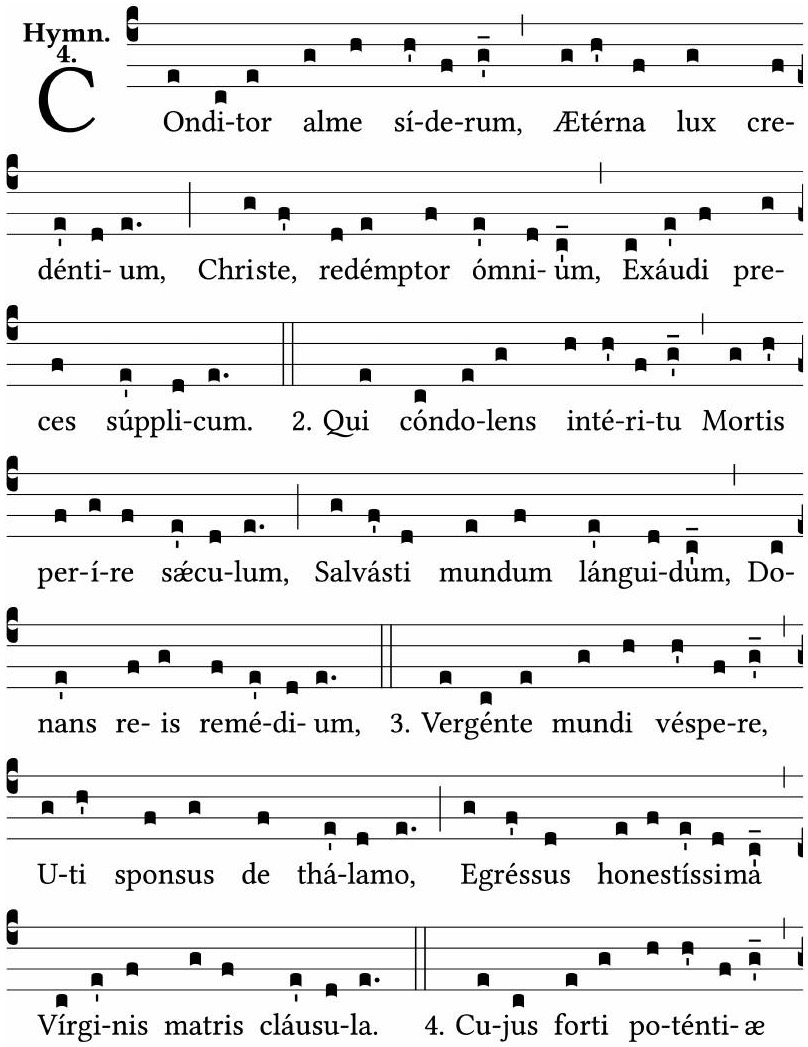 Hymn.
4.
COndi-tor alme sí-de-rum, Ætérna lux cre-
dénti- um, Christe, redémptor ómni- um, Exáudi pre-
ces súppli-cum. 2. Qui cóndo-lens inté-ri-tu Mortis
per-í-re sǽcu-lum, Salvásti mundum lángui-dum, Do-
nans re- is remé-di- um, 3. Vergénte mundi véspe-re,
U-ti sponsus de thá-lamo, Egréssus honestíssima
Vírgi-nis matris cláusu-la. 4. Cu-jus forti po-ténti- æ